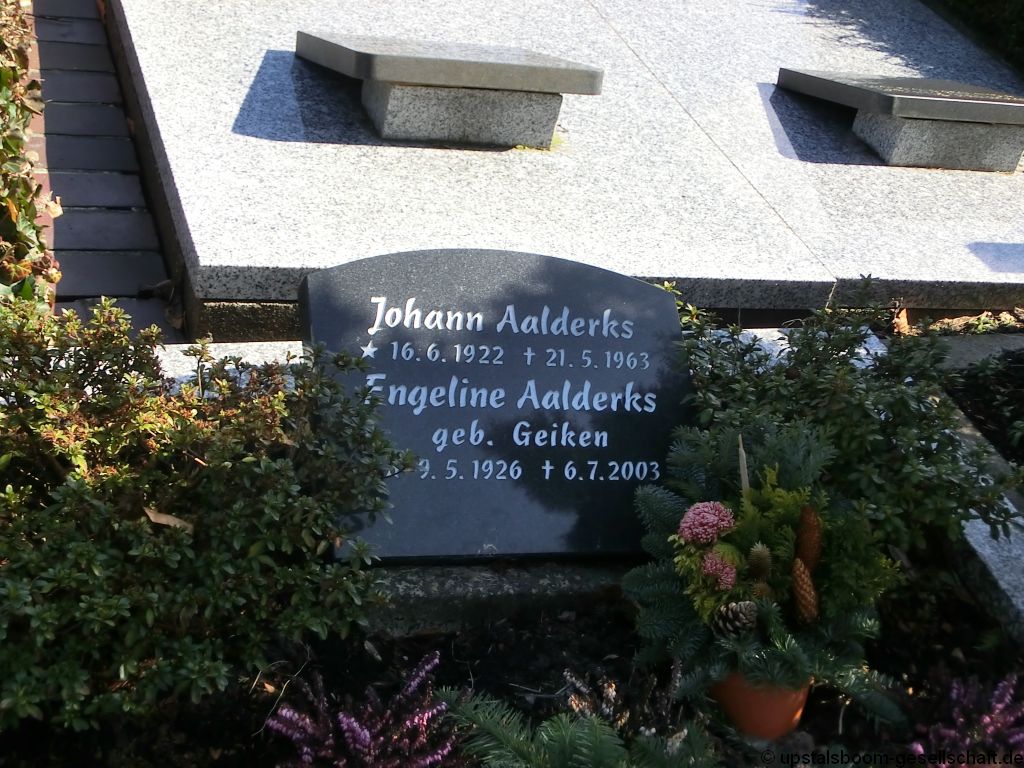 Johann Aalderks
★ 16.6.1922 † 21.5.1963
Engeline Aalderks
geb. Geiken
9.5.1926 † 6.7.2003
© upstalsboom-gesellschaft.de